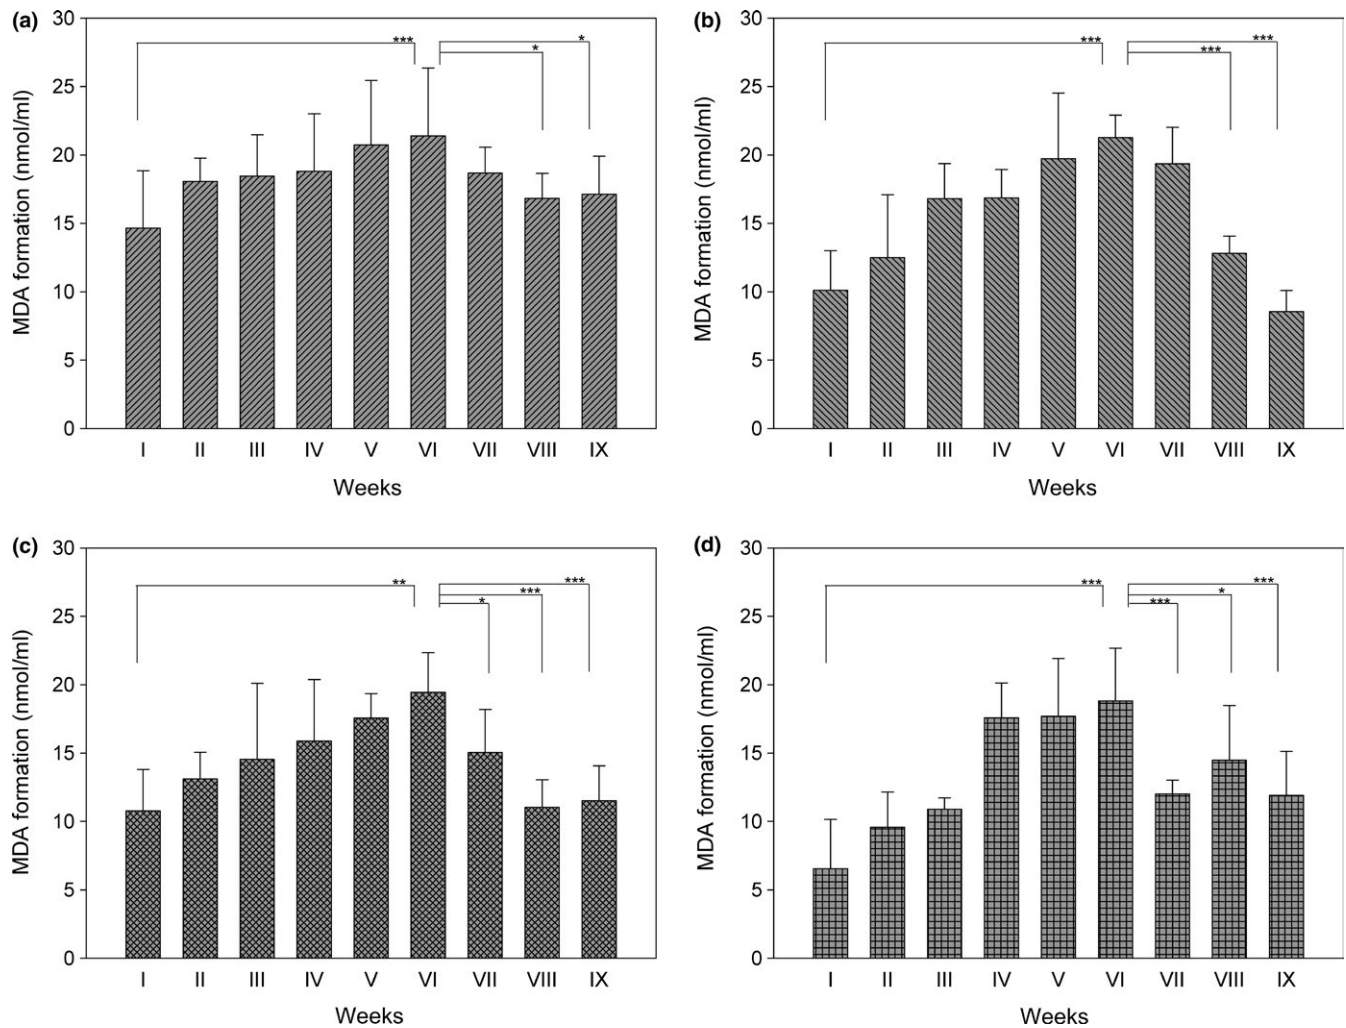 (a)
MDA formation (nmol/ml)
30
25
20
15
10
5
0
***
*
*
I II III IV V VI VII VIII IX
Weeks
(b)
MDA formation (nmol/ml)
30
25
20
15
10
5
0
***
***
***
I II III IV V VI VII VIII IX
Weeks
(c)
MDA formation (nmol/ml)
30
25
20
15
10
5
0
**
***
***
*
I II III IV V VI VII VIII IX
Weeks
(d)
MDA formation (nmol/ml)
30
25
20
15
10
5
0
***
***
*
***
I II III IV V VI VII VIII IX
Weeks